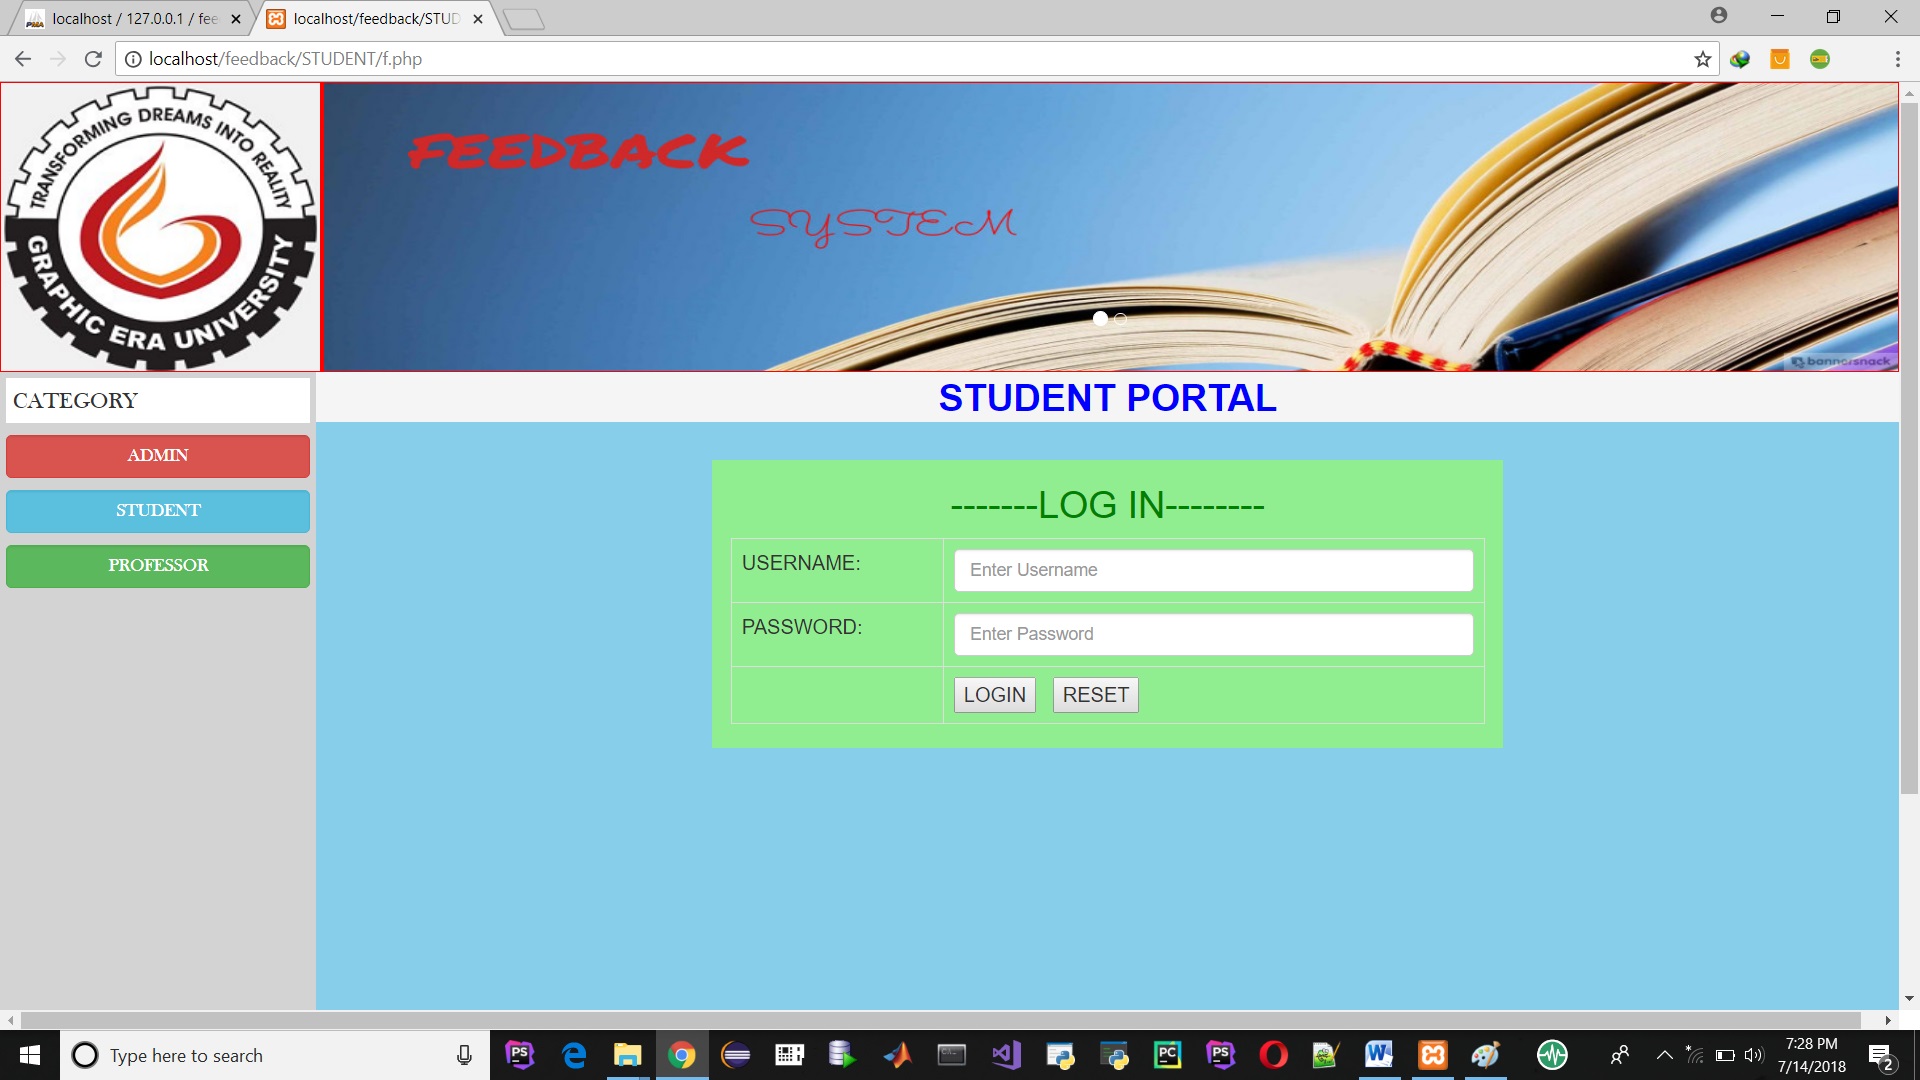 localhost / 127.0.0.1 / fee
localhost/feedback/STUD
localhost/feedback/STUDENT/f.php
TRANSFORMING DREAMS INTO REALITY
GRAPHIC ERA UNIVERSITY
FEEDBACK
SYSTEM
bannersnack
CATEGORY
STUDENT PORTAL
ADMIN
STUDENT
PROFESSOR
-------LOG IN--------
USERNAME:
Enter Username
PASSWORD:
Enter Password
LOGIN
RESET
Type here to search
7:28 PM
7/14/2018
2